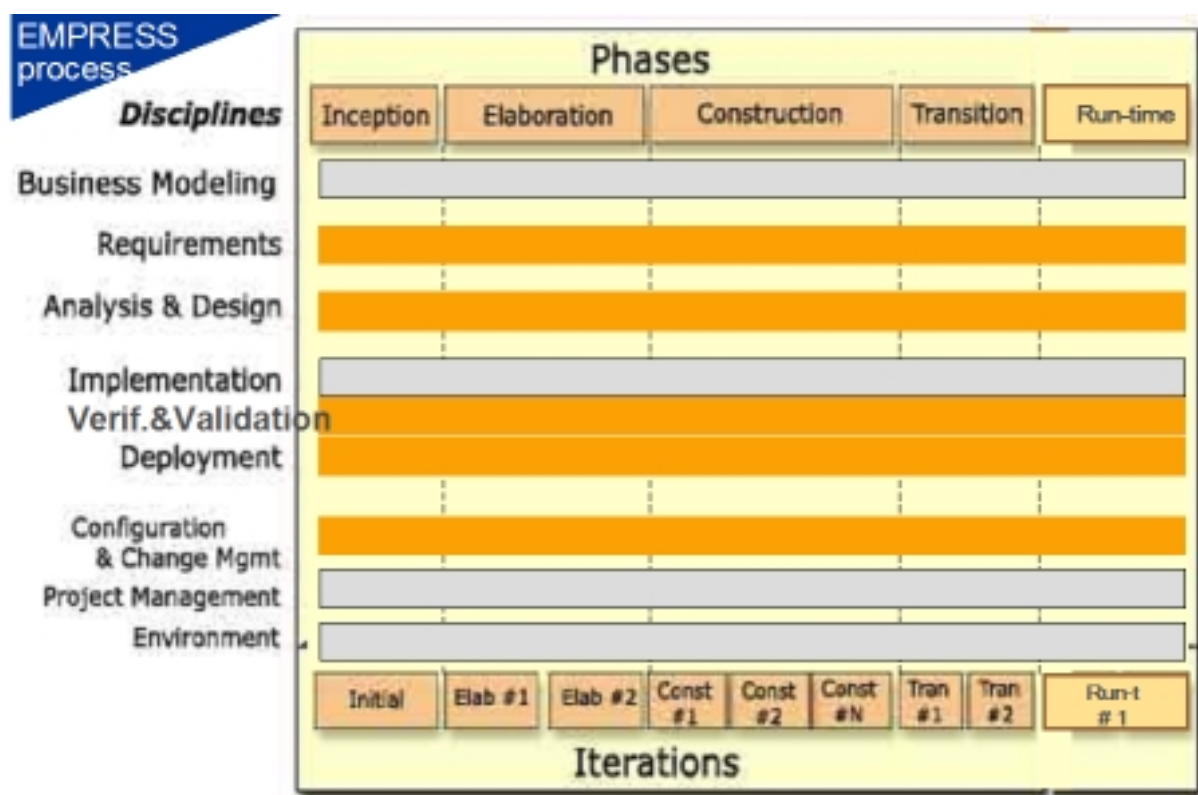 EMPRESS
process
Phases
Disciplines
Inception
Elaboration
Construction
Transition
Run-time
Business Modeling
Requirements
Analysis & Design
Implementation
Verif.&Validation
Deployment
Configuration
& Change Mgmt
Project Management
Environment
Initial
Elab #1
Elab #2
Const
#1
Const
#2
Const
#N
Tran
#1
Tran
#2
Run-t
# 1
Iterations